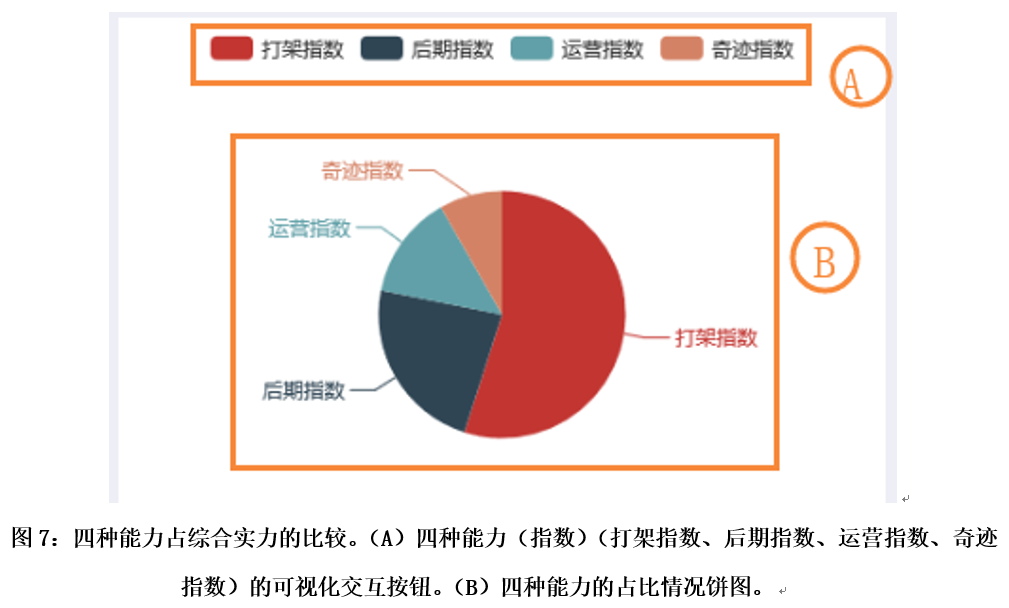 打架指数 后期指数 运营指数 奇迹指数
A
奇迹指数
运营指数
B
打架指数
后期指数
图 7：四种能力占综合实力的比较。（A）四种能力（指数）（打架指数、后期指数、运营指数、奇迹
指数）的可视化交互按钮。（B）四种能力的占比情况饼图。